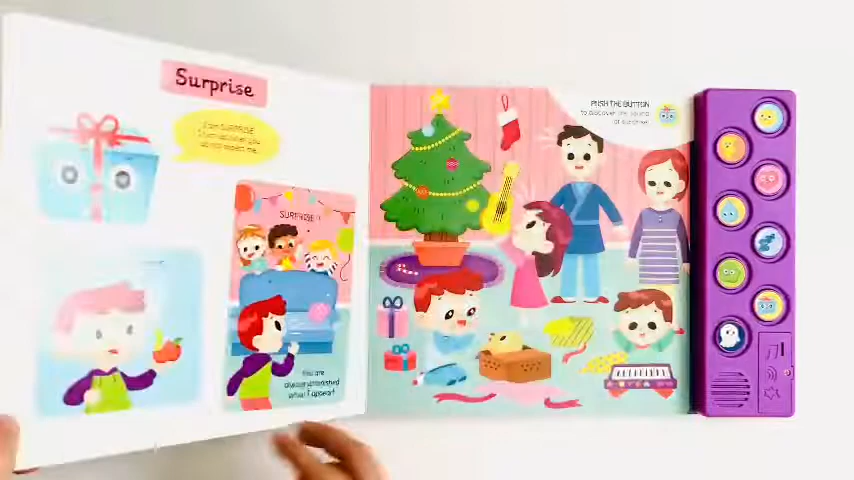 Surprise
I am SURPRISE
SURPRISE !
You are
always astonished
when I appear!
PUSH THE BUTTON
to discover the sound
of surprise!